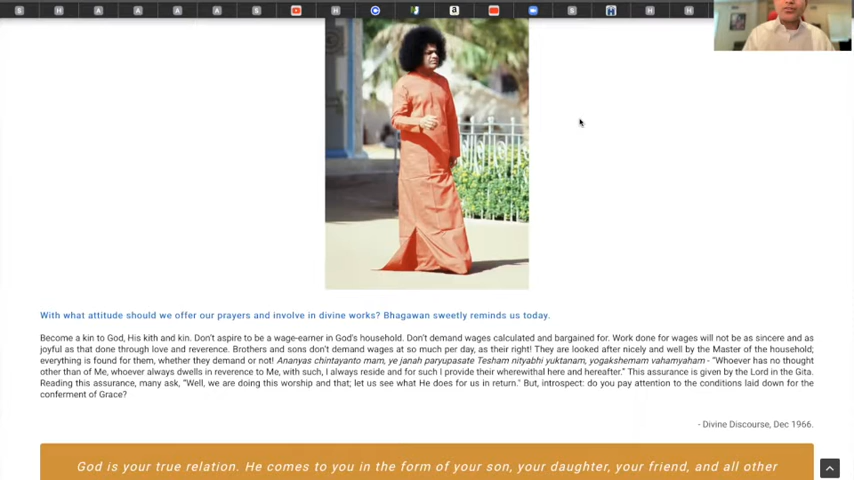 With what attitude should we offer our prayers and involve in divine works? Bhagawan sweetly reminds us today.
Become a kin to God, His kith and kin. Don't aspire to be a wage-earner in God's household. Don't demand wages calculated and bargained for. Work done for wages will not be as sincere and as
joyful as that done through love and reverence. Brothers and sons don't demand wages at so much per day, as their right! They are looked after nicely and well by the Master of the household;
everything is found for them, whether they demand or not! Ananyas chintayanto mam, ye janah paryupasate Tesham nityabhi yuktanam, yogakshemam vahamyaham - "Whoever has no thought
other than of Me, whoever always dwells in reverence to Me, with such, I always reside and for such I provide their wherewithal here and hereafter." This assurance is given by the Lord in the Gita.
Reading this assurance, many ask, "Well, we are doing this worship and that; let us see what He does for us in return." But, introspect: do you pay attention to the conditions laid down for the
conferment of Grace?
- Divine Discourse, Dec 1966.
God is your true relation. He comes to you in the form of your son, your daughter, your friend, and all other